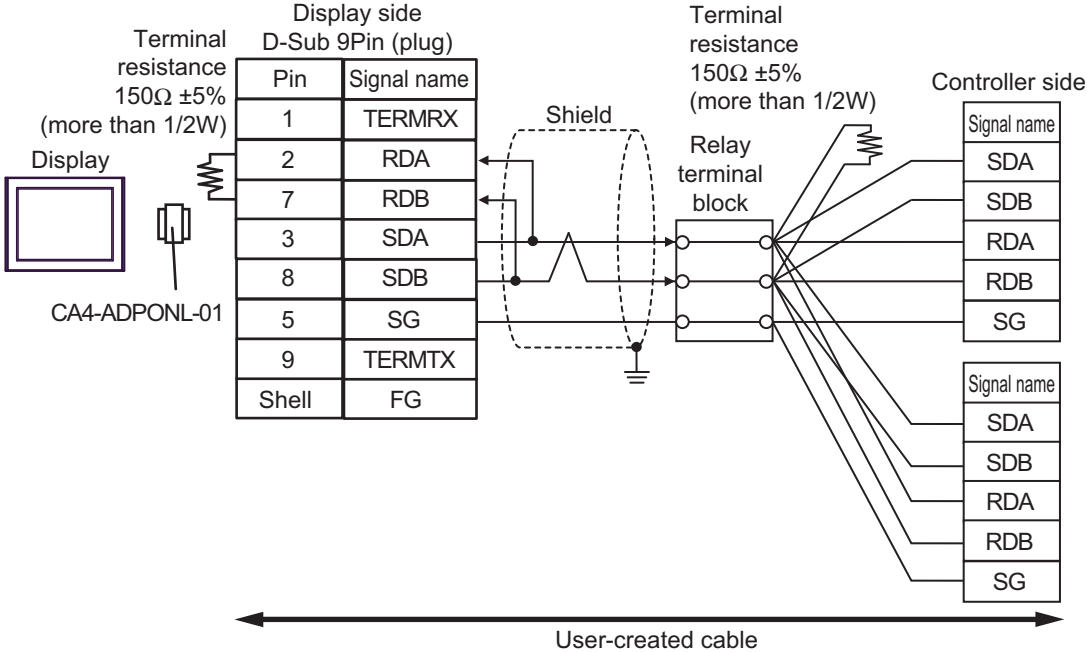 Display side
D-Sub 9Pin (plug)
Terminal
resistance
150Ω ±5%
(more than 1/2W)
Display
CA4-ADPONL-01
Pin Signal name
1 TERMRX
2 RDA
7 RDB
3 SDA
8 SDB
5 SG
9 TERMTX
Shell FG
Shield
Terminal
resistance
150Ω ±5%
(more than 1/2W)
Relay
terminal
block
Controller side
Signal name
SDA
SDB
RDA
RDB
SG
Signal name
SDA
SDB
RDA
RDB
SG
User-created cable